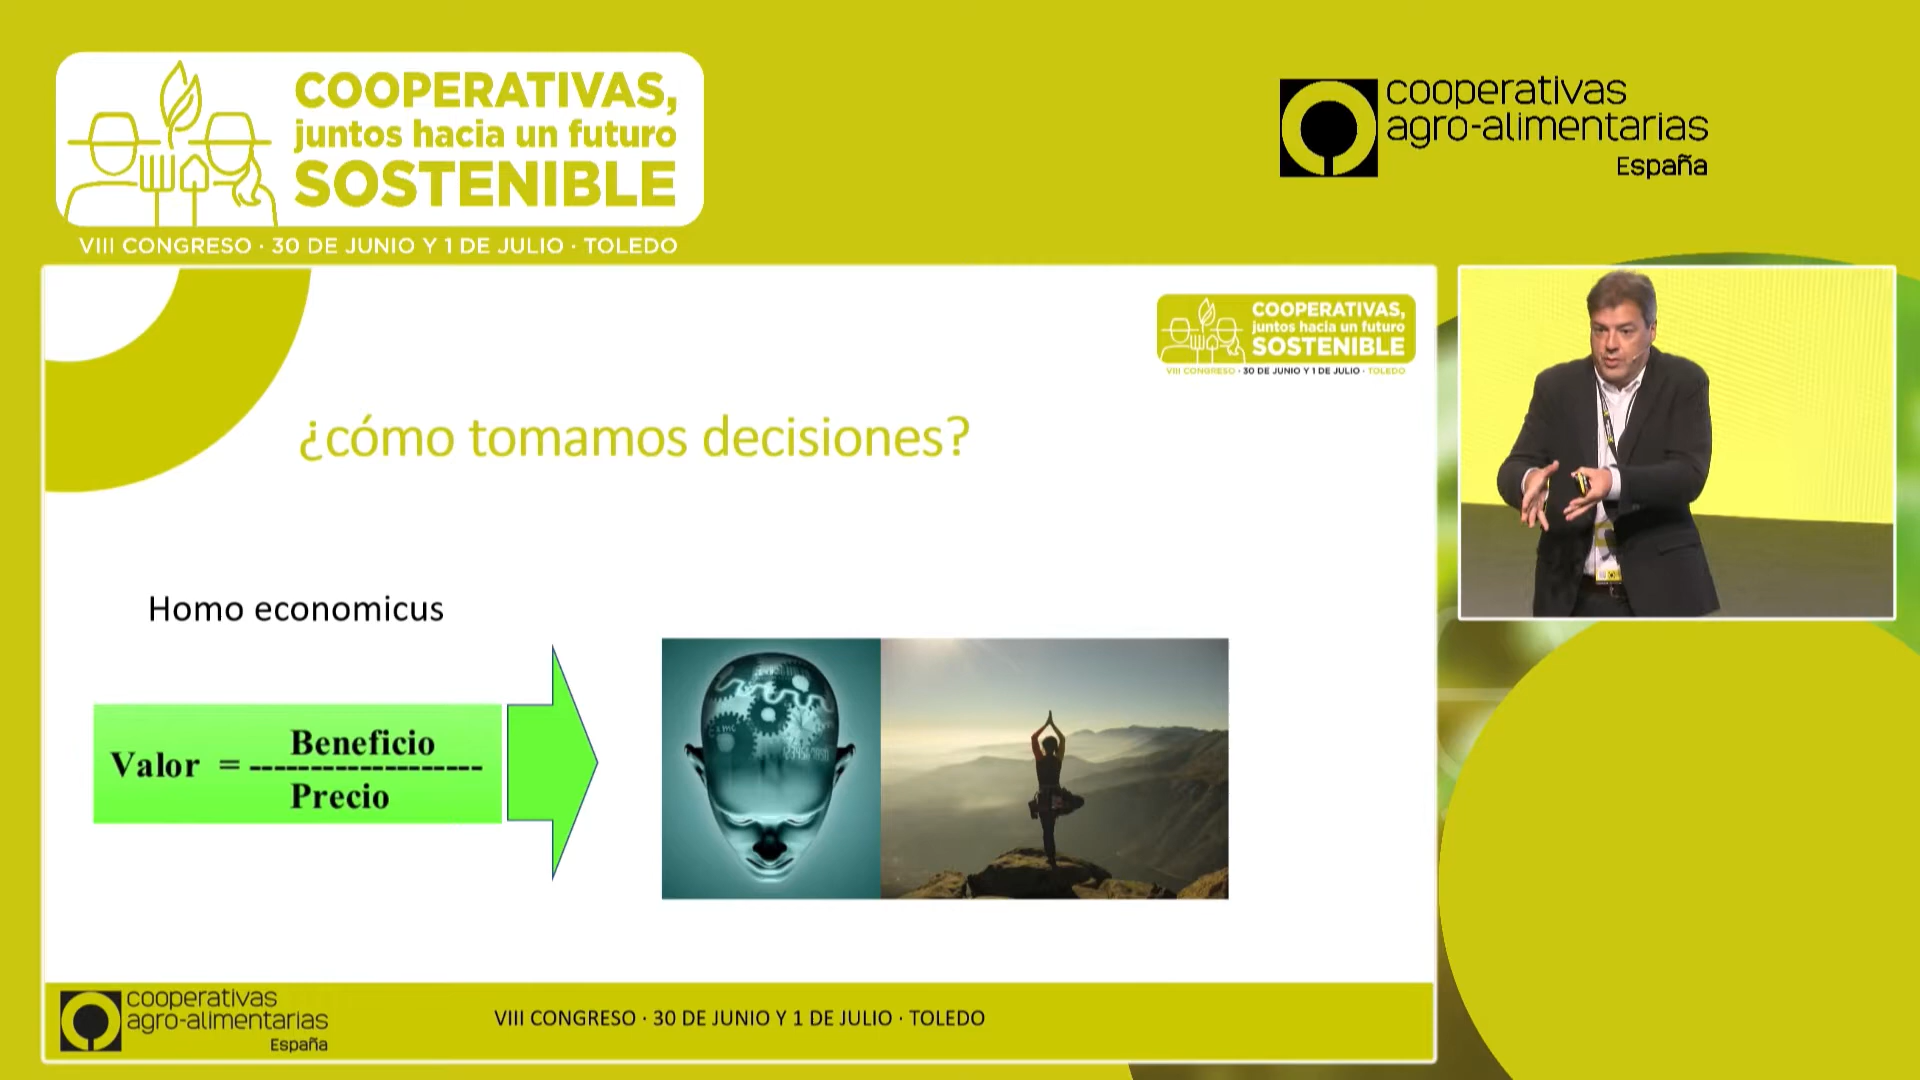 COOPERATIVAS,
juntos hacia un futuro
SOSTENIBLE
VIII CONGRESO · 30 DE JUNIO Y 1 DE JULIO · TOLEDO
cooperativas
agro-alimentarias
España
COOPERATIVAS,
juntos hacia un futuro
SOSTENIBLE
VIII CONGRESO · 30 DE JUNIO Y 1 DE JULIO · TOLEDO
¿cómo tomamos decisiones?
Homo economicus
Beneficio
Valor = -------------------
Precio
cooperativas
agro-alimentarias
España
VIII CONGRESO · 30 DE JUNIO Y 1 DE JULIO · TOLEDO